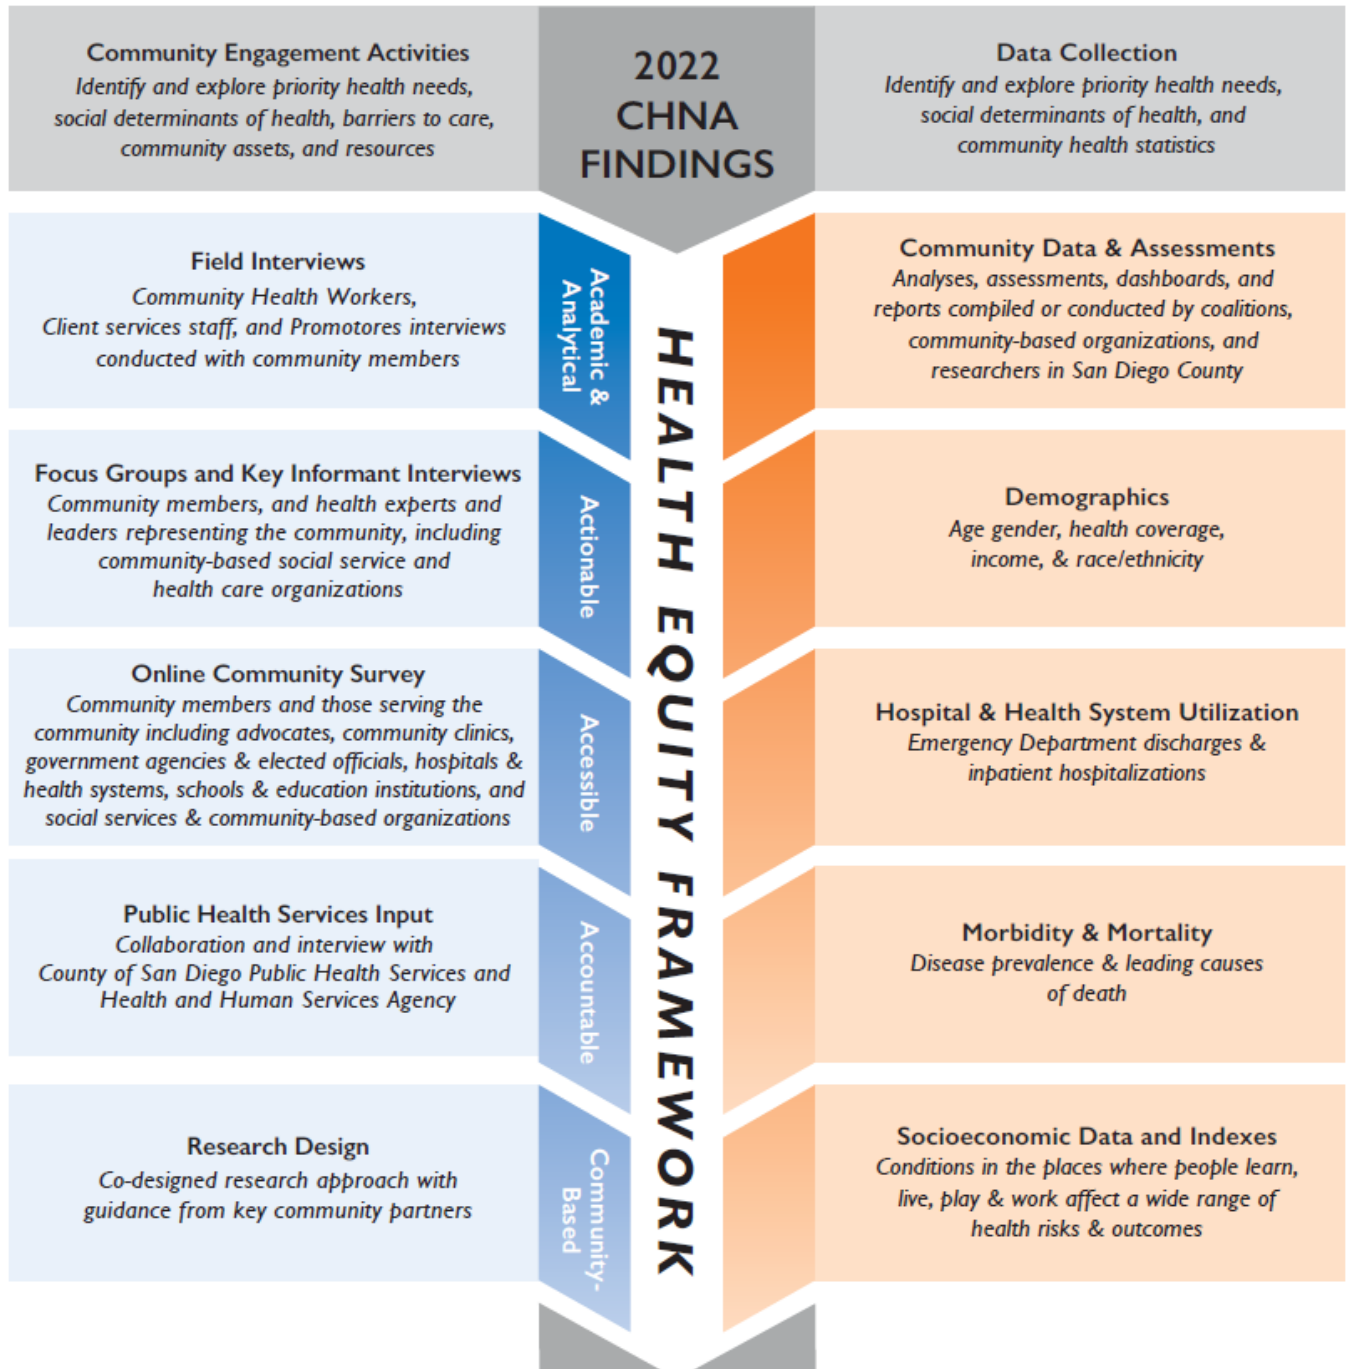 Community Engagement Activities
Identify and explore priority health needs,
social determinants of health, barriers to care,
community assets, and resources
2022
CHNA
FINDINGS
Data Collection
Identify and explore priority health needs,
social determinants of health, and
community health statistics
Field Interviews
Community Health Workers,
Client services staff, and Promotores interviews
conducted with community members
Academic &
Analytical
Community Data & Assessments
Analyses, assessments, dashboards, and
reports compiled or conducted by coalitions,
community-based organizations, and
researchers in San Diego County
HEALTH EQUITY FRAMEWORK
Focus Groups and Key Informant Interviews
Community members, and health experts and
leaders representing the community, including
community-based social service and
health care organizations
Actionable
Demographics
Age gender, health coverage,
income, & race/ethnicity
Online Community Survey
Community members and those serving the
community including advocates, community clinics,
government agencies & elected officials, hospitals &
health systems, schools & education institutions, and
social services & community-based organizations
Accessible
Hospital & Health System Utilization
Emergency Department discharges &
inpatient hospitalizations
Public Health Services Input
Collaboration and interview with
County of San Diego Public Health Services and
Health and Human Services Agency
Accountable
Morbidity & Mortality
Disease prevalence & leading causes
of death
Research Design
Co-designed research approach with
guidance from key community partners
Community-
Based
Socioeconomic Data and Indexes
Conditions in the places where people learn,
live, play & work affect a wide range of
health risks & outcomes